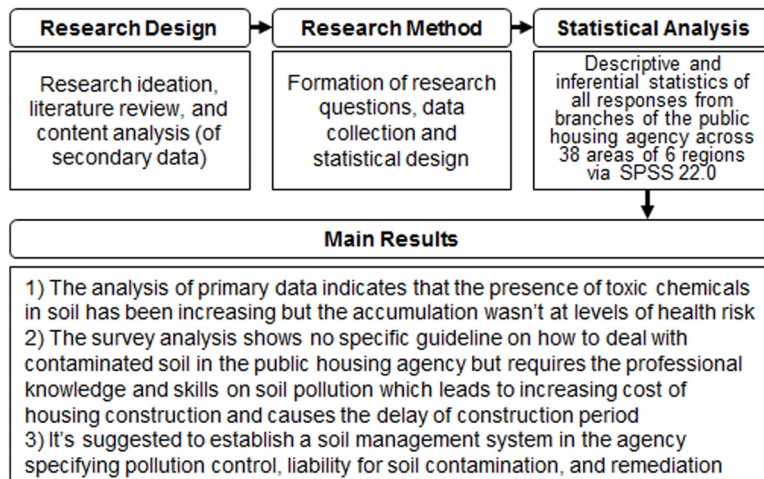 Research Design
Research Method
Statistical Analysis
Research ideation,
literature review, and
content analysis (of
secondary data)
Formation of research
questions, data
collection and
statistical design
Descriptive and
inferential statistics of
all responses from
branches of the public
housing agency across
38 areas of 6 regions
via SPSS 22.0
Main Results
1) The analysis of primary data indicates that the presence of toxic chemicals
in soil has been increasing but the accumulation wasn't at levels of health risk
2) The survey analysis shows no specific guideline on how to deal with
contaminated soil in the public housing agency but requires the professional
knowledge and skills on soil pollution which leads to increasing cost of
housing construction and causes the delay of construction period
3) It's suggested to establish a soil management system in the agency
specifying pollution control, liability for soil contamination, and remediation